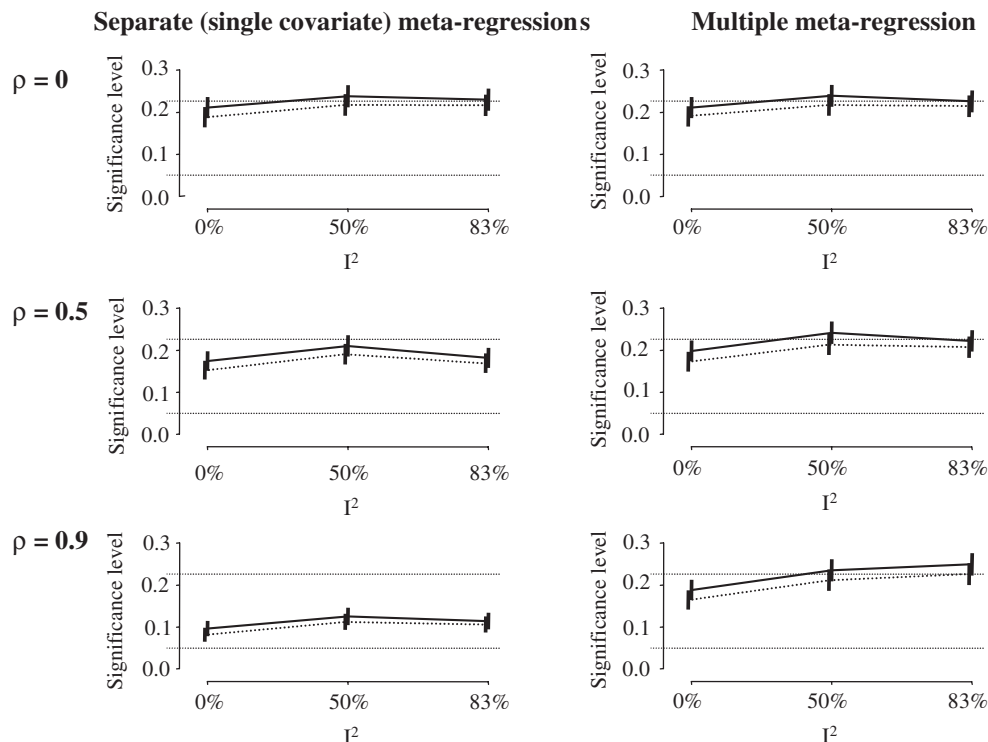 Separate (single covariate) meta-regressions
Multiple meta-regression
ρ = 0
Significance level
0.3
0.2
0.1
0.0
0%
50%
83%
I²
Significance level
0.3
0.2
0.1
0.0
0%
50%
83%
I²
ρ = 0.5
Significance level
0.3
0.2
0.1
0.0
0%
50%
83%
I²
Significance level
0.3
0.2
0.1
0.0
0%
50%
83%
I²
ρ = 0.9
Significance level
0.3
0.2
0.1
0.0
0%
50%
83%
I²
Significance level
0.3
0.2
0.1
0.0
0%
50%
83%
I²